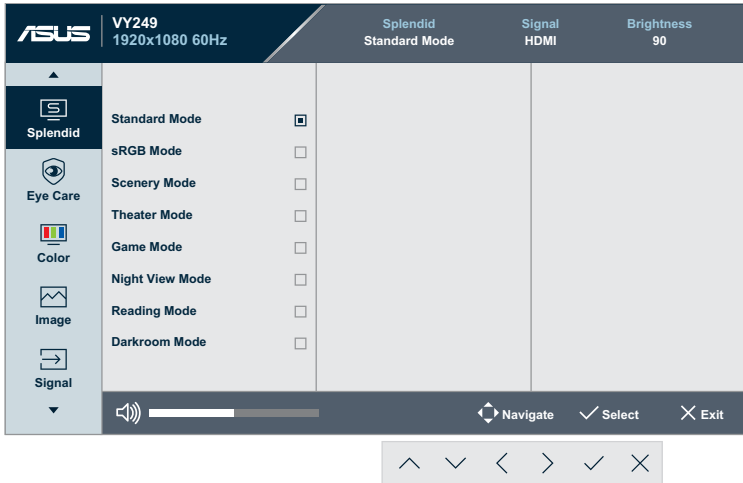 ASUS
VY249
1920x1080 60Hz
Splendid
Standard Mode
Signal
HDMI
Brightness
90
Splendid
Eye Care
Color
Image
Signal
Standard Mode
sRGB Mode
Scenery Mode
Theater Mode
Game Mode
Night View Mode
Reading Mode
Darkroom Mode
Navigate
Select
Exit